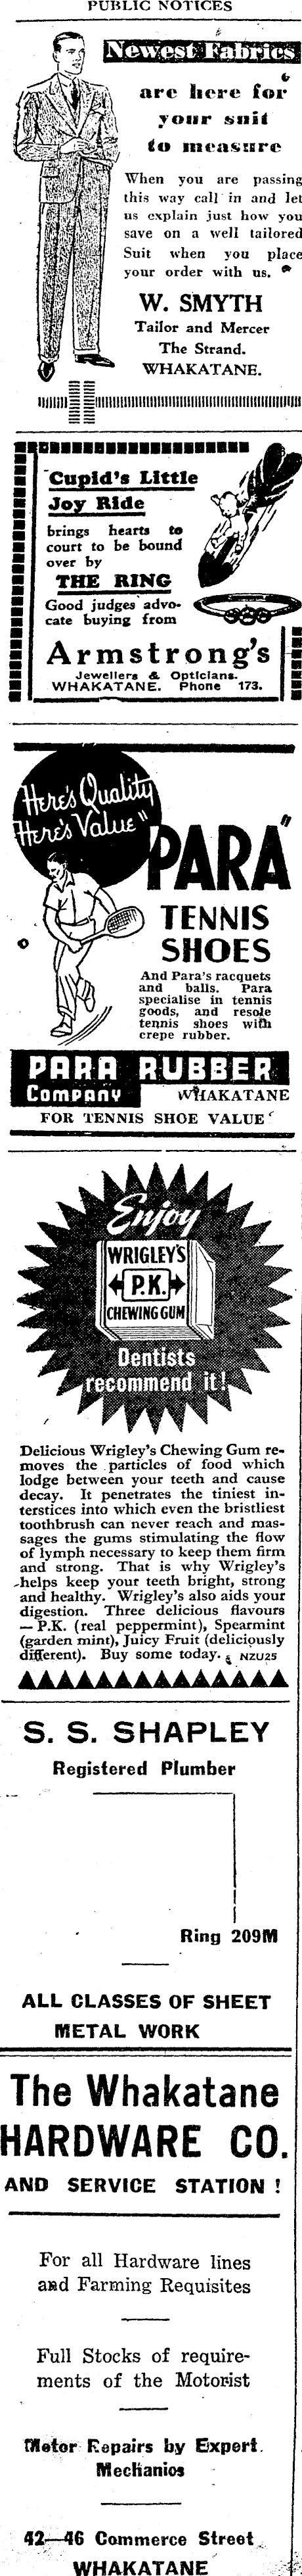 PUBLIC NOTICES
Newest Fabrics
are here for
your suit
to measure
When you are passing
this way call in and let
us explain just how you
save on a well tailored
Suit when you place
your order with us.
W. SMYTH
Tailor and Mercer
The Strand.
WHAKATANE.
Cupid's Little
Joy Ride
brings hearts to
court to be bound
over by
THE RING
Good judges advo-
cate buying from
Armstrong's
Jewellers & Opticians.
WHAKATANE. Phone 173.
Here's Quality
Here's Value"
"PARA"
TENNIS
SHOES
And Para's racquets
and balls. Para
specialise in tennis
goods, and resole
tennis shoes with
crepe rubber.
PARA RUBBER
Company WHAKATANE
FOR TENNIS SHOE VALUE
Enjoy
WRIGLEY'S
P.K.
CHEWING GUM
Dentists
recommend it!
Delicious Wrigley's Chewing Gum re-
moves the particles of food which
lodge between your teeth and cause
decay. It penetrates the tiniest in-
terstices into which even the bristliest
toothbrush can never reach and mas-
sages the gums stimulating the flow
of lymph necessary to keep them firm
and strong. That is why Wrigley's
helps keep your teeth bright, strong
and healthy. Wrigley's also aids your
digestion. Three delicious flavours
— P.K. (real peppermint), Spearmint
(garden mint), Juicy Fruit (deliciously
different). Buy some today. NZU25
S. S. SHAPLEY
Registered Plumber
Ring 209M
ALL CLASSES OF SHEET
METAL WORK
The Whakatane
HARDWARE CO.
AND SERVICE STATION !
For all Hardware lines
and Farming Requisites
Full Stocks of require-
ments of the Motorist
Motor Repairs by Expert
Mechanics
42—46 Commerce Street
WHAKATANE